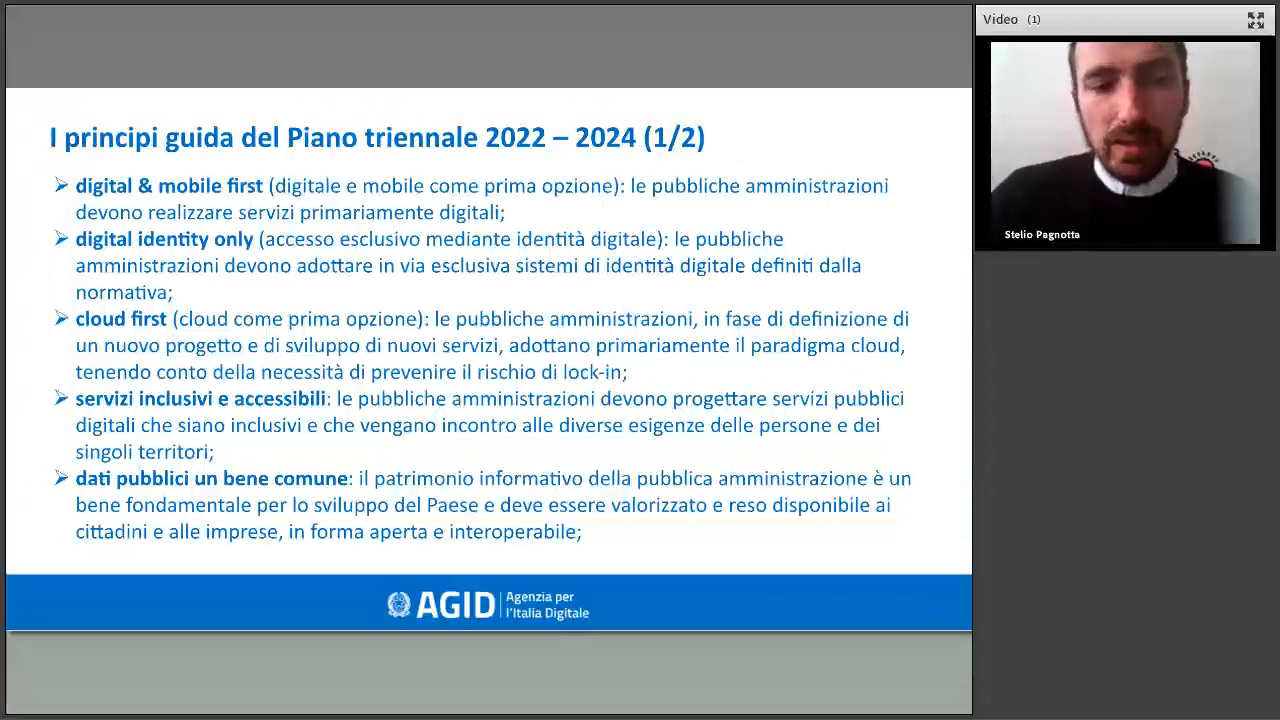 I principi guida del Piano triennale 2022 – 2024 (1/2)
digital & mobile first (digitale e mobile come prima opzione): le pubbliche amministrazioni
devono realizzare servizi primariamente digitali;
digital identity only (accesso esclusivo mediante identità digitale): le pubbliche
amministrazioni devono adottare in via esclusiva sistemi di identità digitale definiti dalla
normativa;
cloud first (cloud come prima opzione): le pubbliche amministrazioni, in fase di definizione di
un nuovo progetto e di sviluppo di nuovi servizi, adottano primariamente il paradigma cloud,
tenendo conto della necessità di prevenire il rischio di lock-in;
servizi inclusivi e accessibili: le pubbliche amministrazioni devono progettare servizi pubblici
digitali che siano inclusivi e che vengano incontro alle diverse esigenze delle persone e dei
singoli territori;
dati pubblici un bene comune: il patrimonio informativo della pubblica amministrazione è un
bene fondamentale per lo sviluppo del Paese e deve essere valorizzato e reso disponibile ai
cittadini e alle imprese, in forma aperta e interoperabile;
AGID
Agenzia per
l'Italia Digitale
Video (1)
Stelio Pagnotta